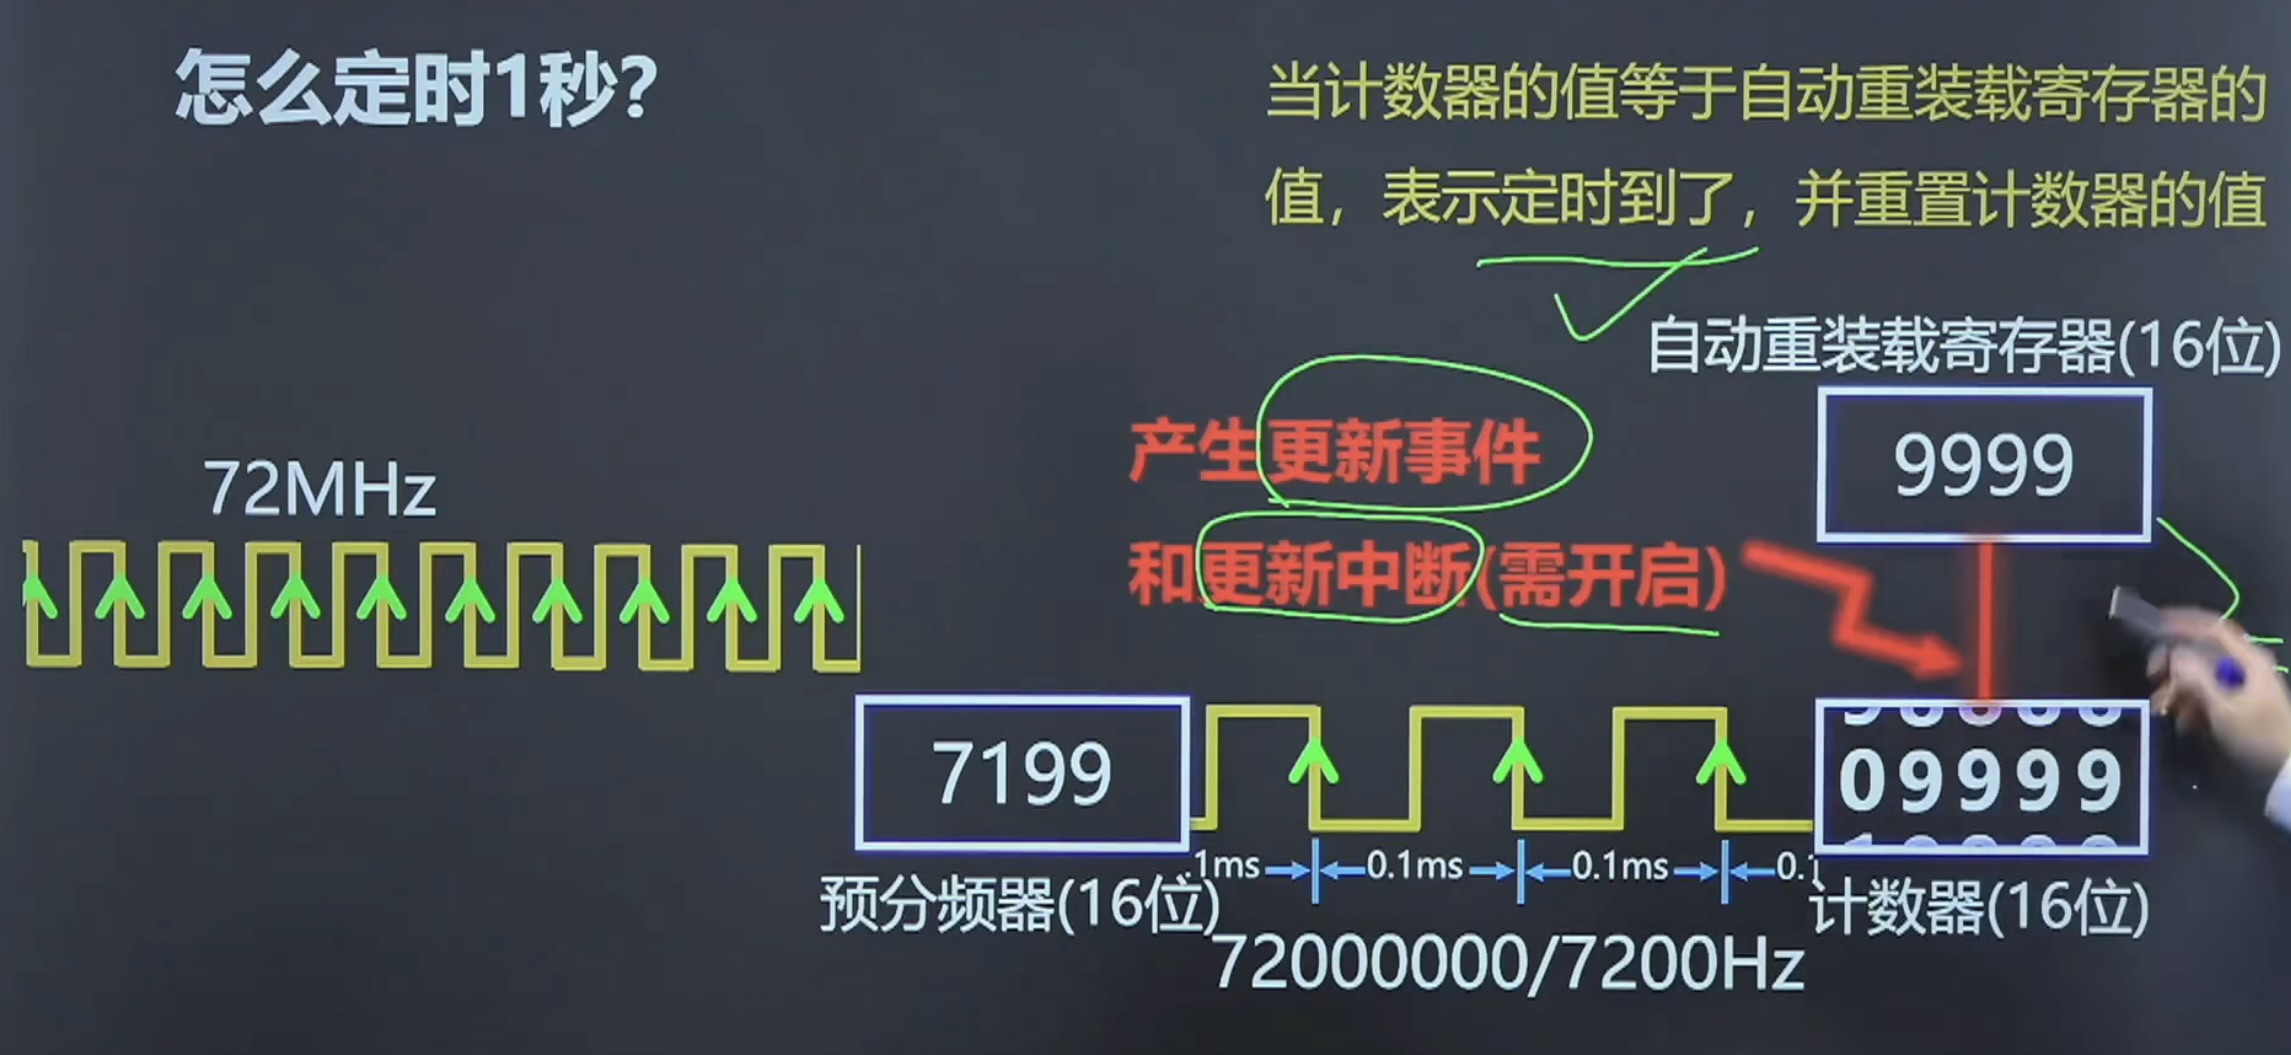 怎么定时1秒？
当计数器的值等于自动重装载寄存器的
值，表示定时到了，并重置计数器的值
自动重装载寄存器(16位)
9999
产生更新事件
和更新中断(需开启)
72MHz
7199
09999
.1ms
0.1ms
0.1ms
0.1
预分频器(16位)
计数器(16位)
72000000/7200Hz